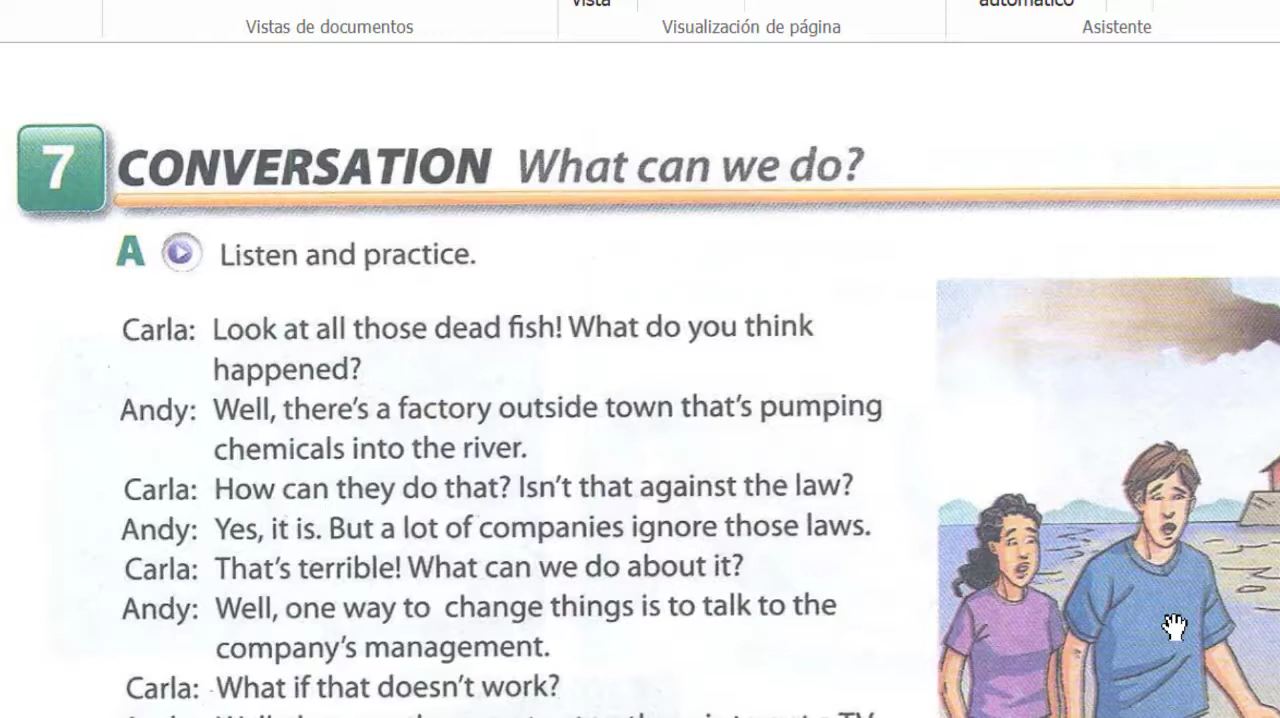 vista
automático
Vistas de documentos
Visualización de página
Asistente
7 CONVERSATION What can we do?
A Listen and practice.
Carla: Look at all those dead fish! What do you think
happened?
Andy: Well, there's a factory outside town that's pumping
chemicals into the river.
Carla: How can they do that? Isn't that against the law?
Andy: Yes, it is. But a lot of companies ignore those laws.
Carla: That's terrible! What can we do about it?
Andy: Well, one way to change things is to talk to the
company's management.
Carla: What if that doesn't work?